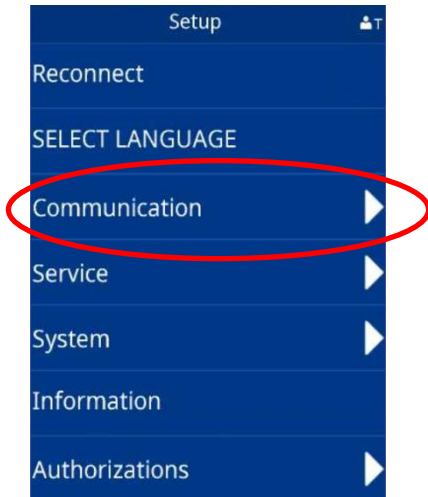 Setup T
Reconnect
SELECT LANGUAGE
Communication
Service
System
Information
Authorizations